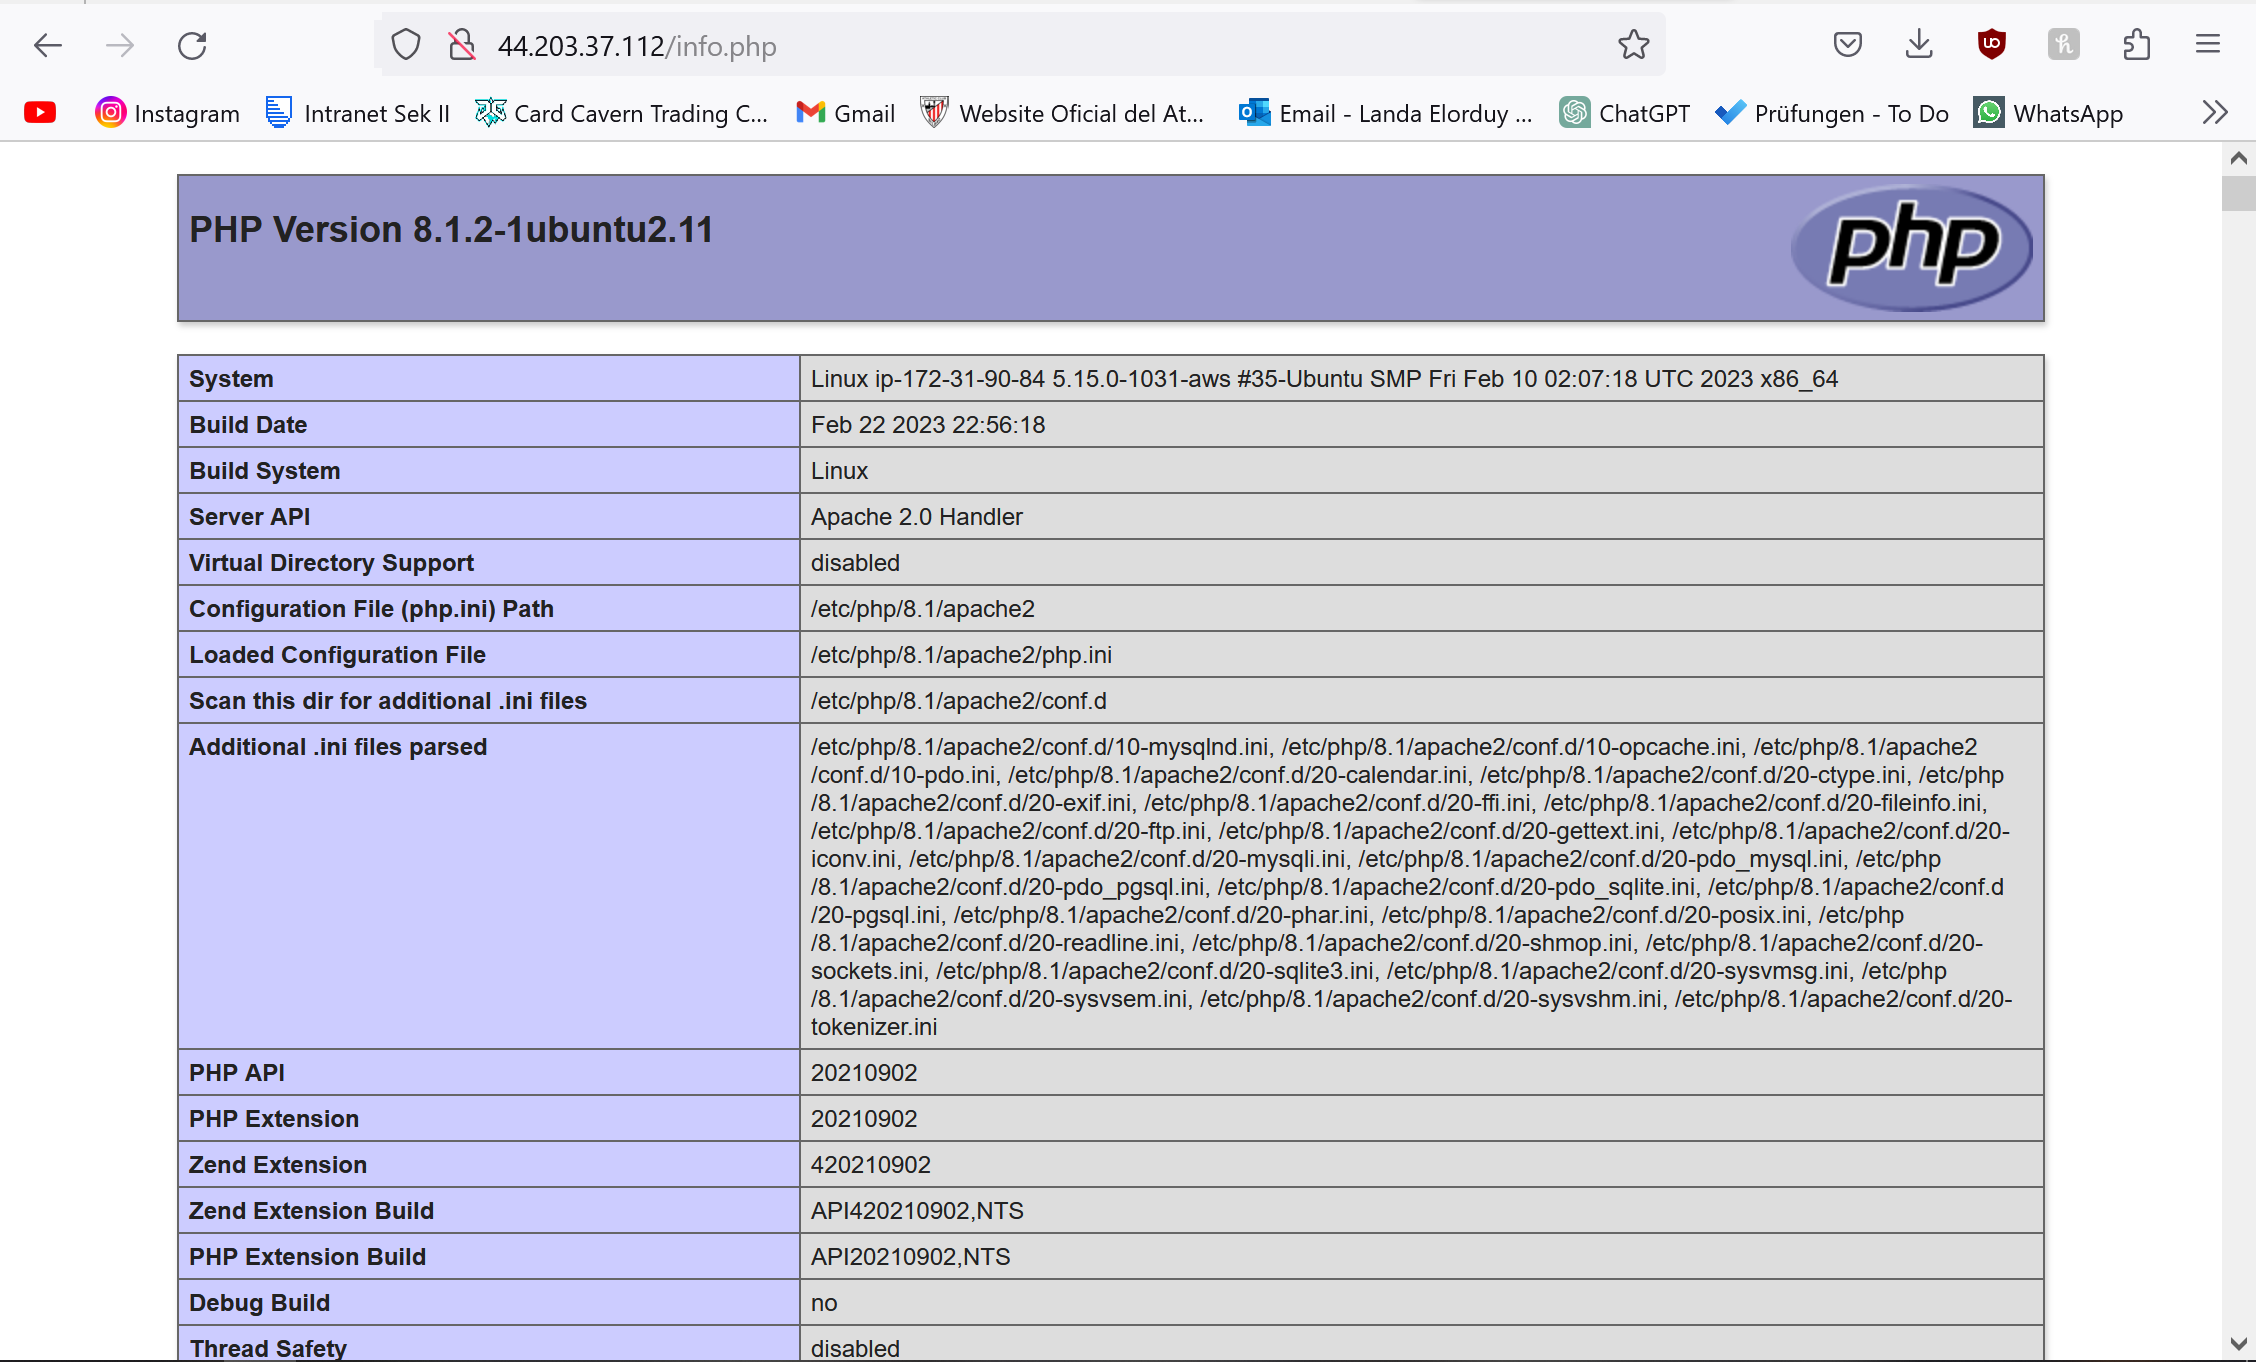 44.203.37.112/info.php
Instagram
Intranet Sek II
Card Cavern Trading C...
Gmail
Website Oficial del At...
Email - Landa Elorduy ...
ChatGPT
Prüfungen - To Do
WhatsApp
PHP Version 8.1.2-1ubuntu2.11
php
System Linux ip-172-31-90-84 5.15.0-1031-aws #35-Ubuntu SMP Fri Feb 10 02:07:18 UTC 2023 x86_64
Build Date Feb 22 2023 22:56:18
Build System Linux
Server API Apache 2.0 Handler
Virtual Directory Support disabled
Configuration File (php.ini) Path /etc/php/8.1/apache2
Loaded Configuration File /etc/php/8.1/apache2/php.ini
Scan this dir for additional .ini files /etc/php/8.1/apache2/conf.d
Additional .ini files parsed /etc/php/8.1/apache2/conf.d/10-mysqlnd.ini, /etc/php/8.1/apache2/conf.d/10-opcache.ini, /etc/php/8.1/apache2
/conf.d/10-pdo.ini, /etc/php/8.1/apache2/conf.d/20-calendar.ini, /etc/php/8.1/apache2/conf.d/20-ctype.ini, /etc/php
/8.1/apache2/conf.d/20-exif.ini, /etc/php/8.1/apache2/conf.d/20-ffi.ini, /etc/php/8.1/apache2/conf.d/20-fileinfo.ini,
/etc/php/8.1/apache2/conf.d/20-ftp.ini, /etc/php/8.1/apache2/conf.d/20-gettext.ini, /etc/php/8.1/apache2/conf.d/20-
iconv.ini, /etc/php/8.1/apache2/conf.d/20-mysqli.ini, /etc/php/8.1/apache2/conf.d/20-pdo_mysql.ini, /etc/php
/8.1/apache2/conf.d/20-pdo_pgsql.ini, /etc/php/8.1/apache2/conf.d/20-pdo_sqlite.ini, /etc/php/8.1/apache2/conf.d
/20-pgsql.ini, /etc/php/8.1/apache2/conf.d/20-phar.ini, /etc/php/8.1/apache2/conf.d/20-posix.ini, /etc/php
/8.1/apache2/conf.d/20-readline.ini, /etc/php/8.1/apache2/conf.d/20-shmop.ini, /etc/php/8.1/apache2/conf.d/20-
sockets.ini, /etc/php/8.1/apache2/conf.d/20-sqlite3.ini, /etc/php/8.1/apache2/conf.d/20-sysvmsg.ini, /etc/php
/8.1/apache2/conf.d/20-sysvsem.ini, /etc/php/8.1/apache2/conf.d/20-sysvshm.ini, /etc/php/8.1/apache2/conf.d/20-
tokenizer.ini
PHP API 20210902
PHP Extension 20210902
Zend Extension 420210902
Zend Extension Build API420210902,NTS
PHP Extension Build API20210902,NTS
Debug Build no
Thread Safety disabled